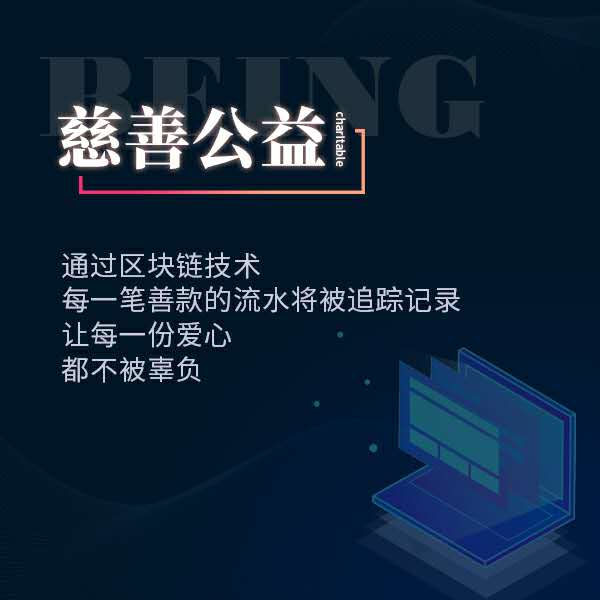 BEING
慈善公益
charitable
通过区块链技术
每一笔善款的流水将被追踪记录
让每一份爱心
都不被辜负